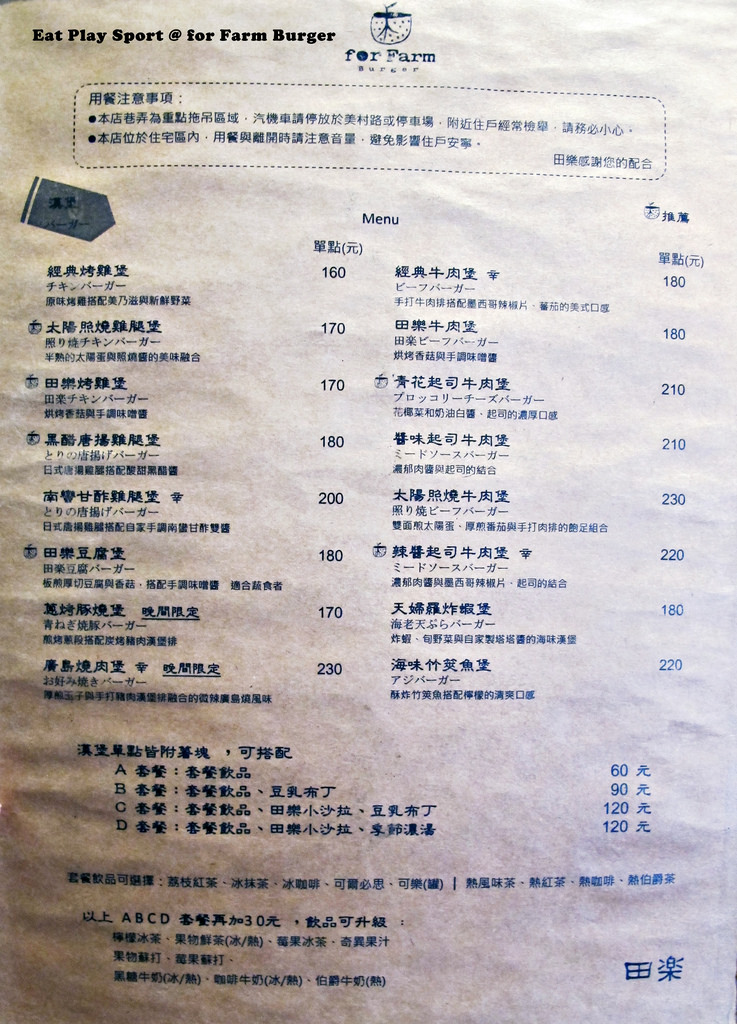 Eat Play Sport @ for Farm Burger
for Farm
Burger
用餐注意事項：
●本店巷弄為重點拖吊區域，汽機車請停放於美村路或停車場，附近住戶經常檢舉，請務必小心。
●本店位於住宅區內，用餐與離開時請注意音量，避免影響住戶安寧。
田樂感謝您的配合
漢堡
バーガー
Menu
推薦
單點(元)
經典烤雞堡 160
チキンバーガー
原味烤雞搭配美乃滋與新鮮野菜
太陽照燒雞腿堡 170
照り焼チキンバーガー
半熟的太陽蛋與照燒醬的美味融合
田樂烤雞堡 170
田楽チキンバーガー
烘烤香菇與手調味噌醬
黑醋唐揚雞腿堡 180
とりの唐揚げバーガー
日式唐揚雞腿搭配酸甜黑醋醬
南蠻甘酢雞腿堡 辛 200
とりの唐揚げバーガー
日式唐揚雞腿搭配自家手調南蠻甘酢雙醬
田樂豆腐堡 180
田楽豆腐バーガー
板煎厚切豆腐與香菇，搭配手調味噌醬 適合蔬食者
蔥烤豚燒堡 晚間限定 170
青ねぎ焼豚バーガー
煎烤蔥段搭配炭烤豬肉漢堡排
廣島燒肉堡 辛 晚間限定 230
お好み焼きバーガー
厚煎玉子與手打豬肉漢堡排融合的微辣廣島燒風味
單點(元)
經典牛肉堡 辛 180
ビーフバーガー
手打牛肉排搭配墨西哥辣椒片、蕃茄的美式口感
田樂牛肉堡 180
田楽ビーフバーガー
烘烤香菇與手調味噌醬
青花起司牛肉堡 210
ブロッコリーチーズバーガー
花椰菜和奶油白醬、起司的濃厚口感
醬味起司牛肉堡 210
ミードソースバーガー
濃郁肉醬與起司的結合
太陽照燒牛肉堡 230
照り焼ビーフバーガー
雙面煎太陽蛋、厚煎番茄與手打肉排的飽足組合
辣醬起司牛肉堡 辛 220
ミードソースバーガー
濃郁肉醬與墨西哥辣椒片、起司的結合
天婦羅炸蝦堡 180
海老天ぷらバーガー
炸蝦、旬野菜與自家製塔塔醬的海味漢堡
海味竹筴魚堡 220
アジバーガー
酥炸竹筴魚搭配檸檬的清爽口感
漢堡單點皆附薯塊，可搭配
A 套餐：套餐飲品 60 元
B 套餐：套餐飲品、豆乳布丁 90 元
C 套餐：套餐飲品、田樂小沙拉、豆乳布丁 120 元
D 套餐：套餐飲品、田樂小沙拉、季節濃湯 120 元
套餐飲品可選擇：荔枝紅茶、冰抹茶、冰咖啡、可爾必思、可樂(罐) | 熱風味茶、熱紅茶、熱咖啡、熱伯爵茶
以上 ABCD 套餐再加30元，飲品可升級：
檸檬冰茶、果物鮮茶(冰/熱)、莓果冰茶、奇異果汁
果物蘇打、莓果蘇打、
黑糖牛奶(冰/熱)、咖啡牛奶(冰/熱)、伯爵牛奶(熱)
田楽